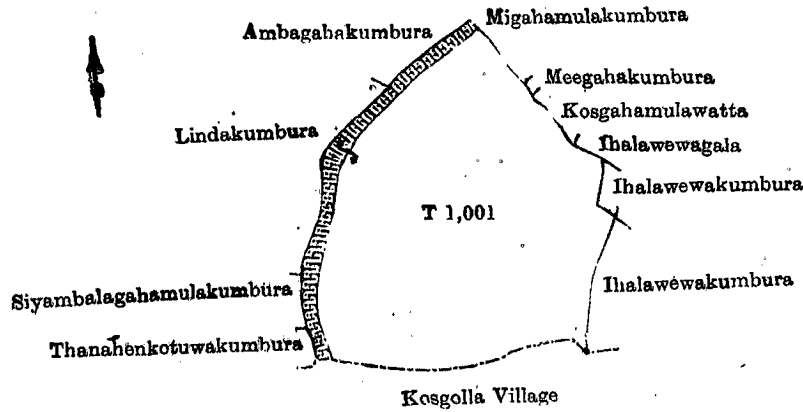 Migahamulakumbura
Ambagahakumbura
Meegahakumbura
Kosgahamulawatta
Lindakumbura
Ihalawewagala
Ihalawewakumbura
T 1,001
Siyambalagahamulakumbura
Ihalawewakumbura
Thanahenkotuwakumbura
Kosgolla Village